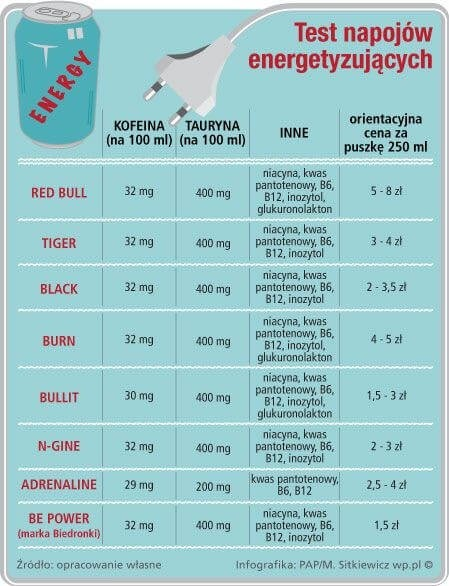 ENERGY
Test napojów
energetyzujących
KOFEINA
(na 100 ml)
TAURYNA
(na 100 ml)
INNE
orientacyjna
cena za
puszkę 250 ml
RED BULL
32 mg
400 mg
niacyna, kwas
pantotenowy, B6,
B12, inozytol,
glukuronolakton
5 - 8 zł
TIGER
32 mg
400 mg
niacyna, kwas
pantotenowy, B6,
B12, inozytol
3 - 4 zł
BLACK
32 mg
400 mg
niacyna, kwas
pantotenowy, B6,
B12, inozytol
2 - 3,5 zł
BURN
32 mg
400 mg
niacyna, kwas
pantotenowy, B6,
B12, inozytol,
glukuronolakton
4 - 5 zł
BULLIT
30 mg
400 mg
niacyna, kwas
pantotenowy, B6,
B12, inozytol,
glukuronolakton
1,5 - 3 zł
N-GINE
32 mg
400 mg
niacyna, kwas
pantotenowy, B6,
B12, inozytol
2 - 3 zł
ADRENALINE
29 mg
200 mg
kwas pantotenowy,
B6, B12
2,5 - 4 zł
BE POWER
(marka Biedronki)
32 mg
400 mg
niacyna, kwas
pantotenowy, B6,
B12, inozytol
1,5 zł
Źródło: opracowanie własne
Infografika: PAP/M. Sitkiewicz wp.pl ©